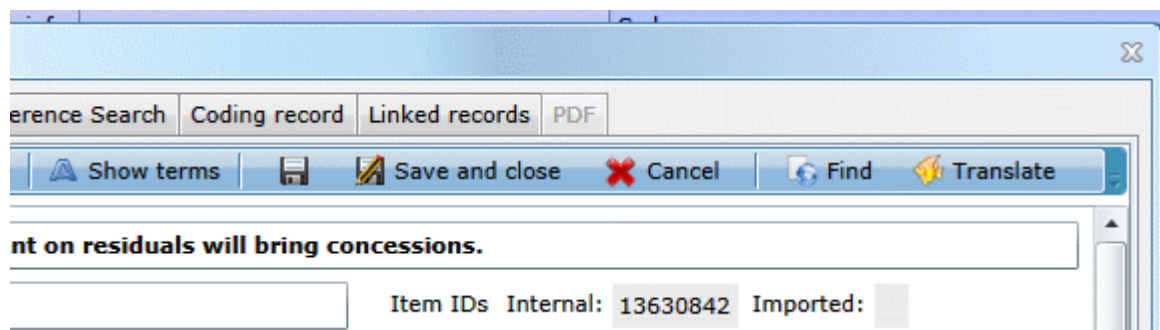 erence Search Coding record Linked records PDF
Show terms Save and close Cancel Find Translate
nt on residuals will bring concessions.
Item IDs Internal: 13630842 Imported: